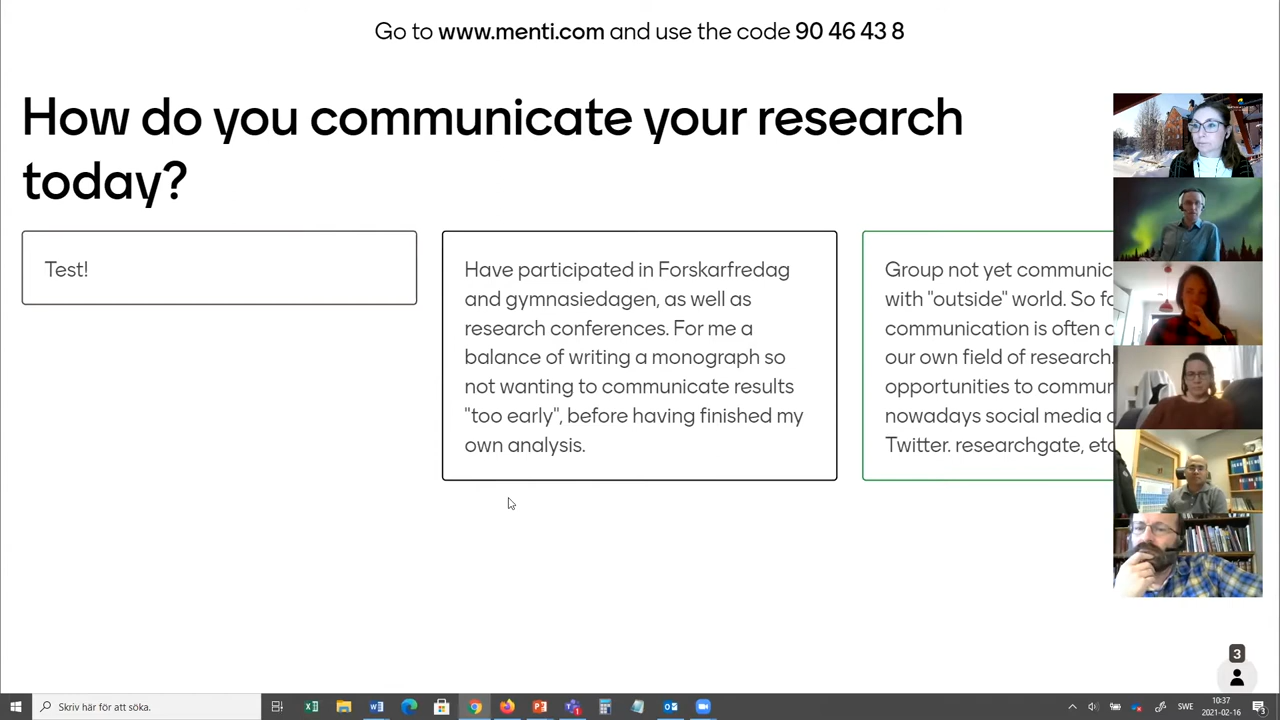 Go to www.menti.com and use the code 90 46 43 8
How do you communicate your research
today?
Test!
Have participated in Forskarfredag
and gymnasiedagen, as well as
research conferences. For me a
balance of writing a monograph so
not wanting to communicate results
"too early", before having finished my
own analysis.
Group not yet communic
with "outside" world. So fa
communication is often
our own field of research.
opportunities to commun
nowadays social media
Twitter. researchgate, etc
3
Skriv här för att söka.
SWE
10:37
2021-02-16